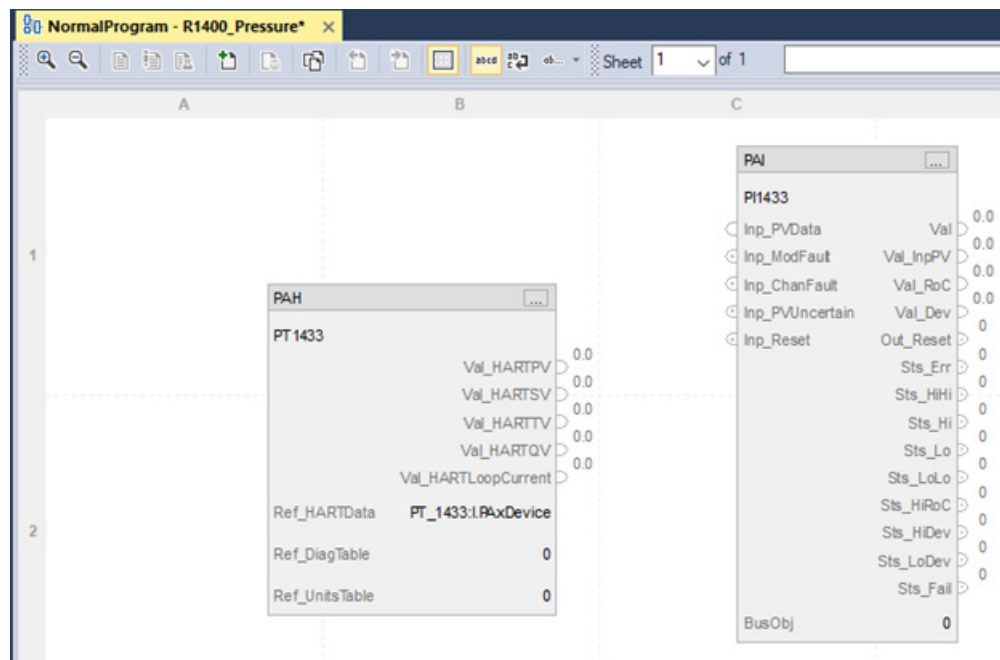 NormalProgram - R1400_Pressure* ×
abcd Sheet 1 of 1
A B C
1
2
PAH ...
PT1433
Val_HARTPV 0.0
Val_HARTSV 0.0
Val_HARTTV 0.0
Val_HARTQV 0.0
Val_HARTLoopCurrent 0.0
Ref_HARTData PT_1433:I.PAxDevice
Ref_DiagTable 0
Ref_UnitsTable 0
PAI ...
PI1433
Inp_PVData Val 0.0
Inp_ModFault Val_InpPV 0.0
Inp_ChanFault Val_RoC 0.0
Inp_PVUncertain Val_Dev 0.0
Inp_Reset Out_Reset 0
Sts_Err 0
Sts_HiHi 0
Sts_Hi 0
Sts_Lo 0
Sts_LoLo 0
Sts_HiRoC 0
Sts_HiDev 0
Sts_LoDev 0
Sts_Fail 0
BusObj 0